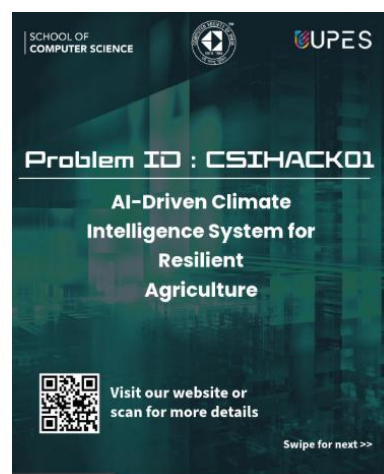 SCHOOL OF
COMPUTER SCIENCE
UPES
Problem ID : CSIHACK01
AI-Driven Climate
Intelligence System for
Resilient
Agriculture
Visit our website or
scan for more details
Swipe for next >>